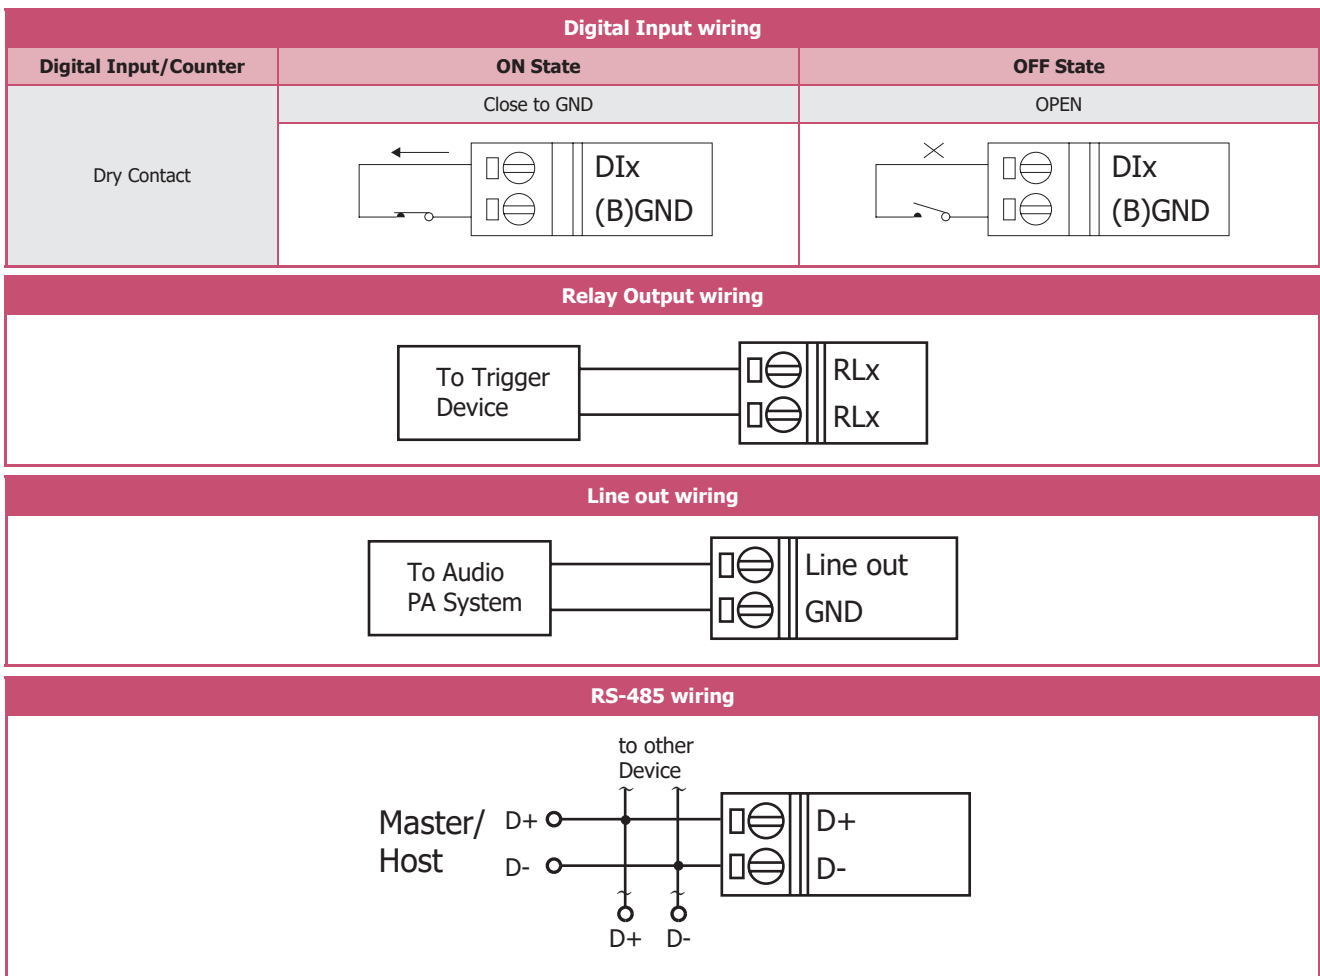 Digital Input wiring
Digital Input/Counter
ON State
OFF State
Dry Contact
Close to GND
OPEN
DIx
(B)GND
DIx
(B)GND
Relay Output wiring
To Trigger
Device
RLx
RLx
Line out wiring
To Audio
PA System
Line out
GND
RS-485 wiring
to other
Device
Master/
Host
D+
D-
D+
D-
D+
D-